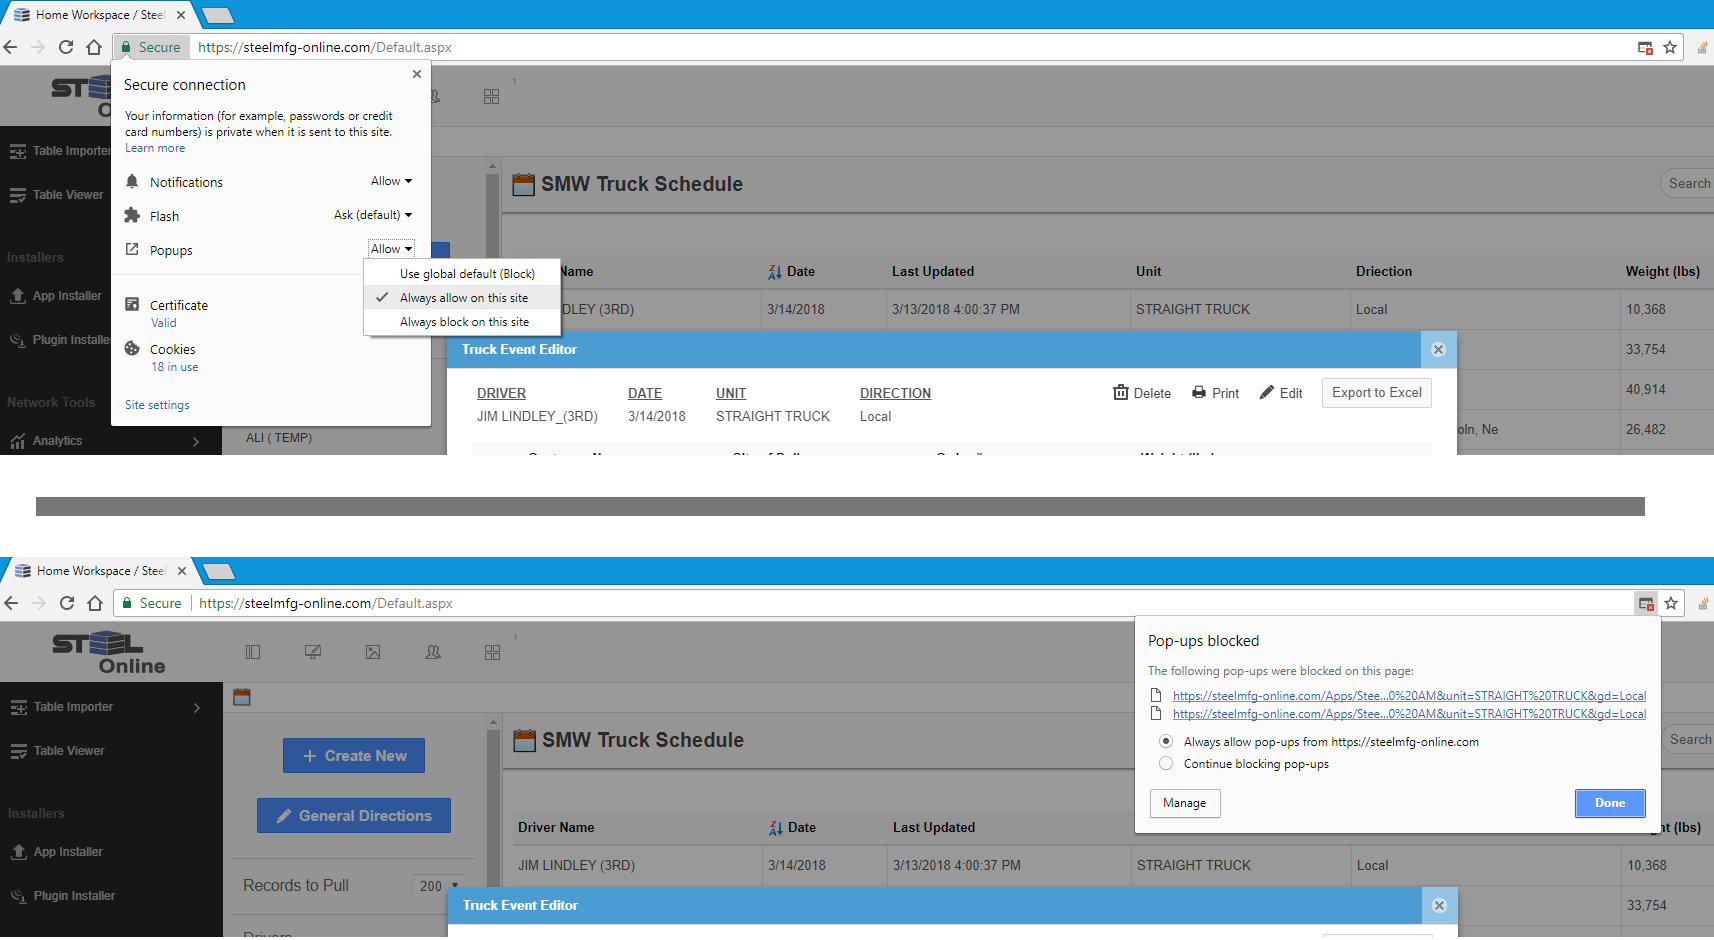 Home Workspace / Steel
Secure
https://steelmfg-online.com/Default.aspx
Secure connection
Your information (for example, passwords or credit
card numbers) is private when it is sent to this site.
Learn more
Notifications
Allow
Flash
Ask (default)
Popups
Allow
Use global default (Block)
Always allow on this site
Always block on this site
Certificate
Valid
Cookies
18 in use
Site settings
1
Table Importer
Table Viewer
Installers
App Installer
Plugin Installe
Network Tools
Analytics
ALI ( TEMP)
SMW Truck Schedule
Search
Name Date Last Updated Unit Driection Weight (lbs)
DLEY (3RD) 3/14/2018 3/13/2018 4:00:37 PM STRAIGHT TRUCK Local 10,368
33,754
40,914
oln, Ne 26,482
Truck Event Editor
DRIVER DATE UNIT DIRECTION
JIM LINDLEY_(3RD) 3/14/2018 STRAIGHT TRUCK Local
Delete Print Edit Export to Excel
Home Workspace / Steel
Secure
https://steelmfg-online.com/Default.aspx
STEEL
Online
1
Table Importer
Table Viewer
Installers
App Installer
Plugin Installer
Create New
General Directions
Records to Pull 200
SMW Truck Schedule
Search
Pop-ups blocked
The following pop-ups were blocked on this page:
https://steelmfg-online.com/Apps/Stee...0%20AM&unit=STRAIGHT%20TRUCK&gd=Local
https://steelmfg-online.com/Apps/Stee...0%20AM&unit=STRAIGHT%20TRUCK&gd=Local
Always allow pop-ups from https://steelmfg-online.com
Continue blocking pop-ups
Manage
Done
Driver Name Date Last Updated ht (lbs)
JIM LINDLEY (3RD) 3/14/2018 3/13/2018 4:00:37 PM STRAIGHT TRUCK Local 10,368
33,754
Truck Event Editor